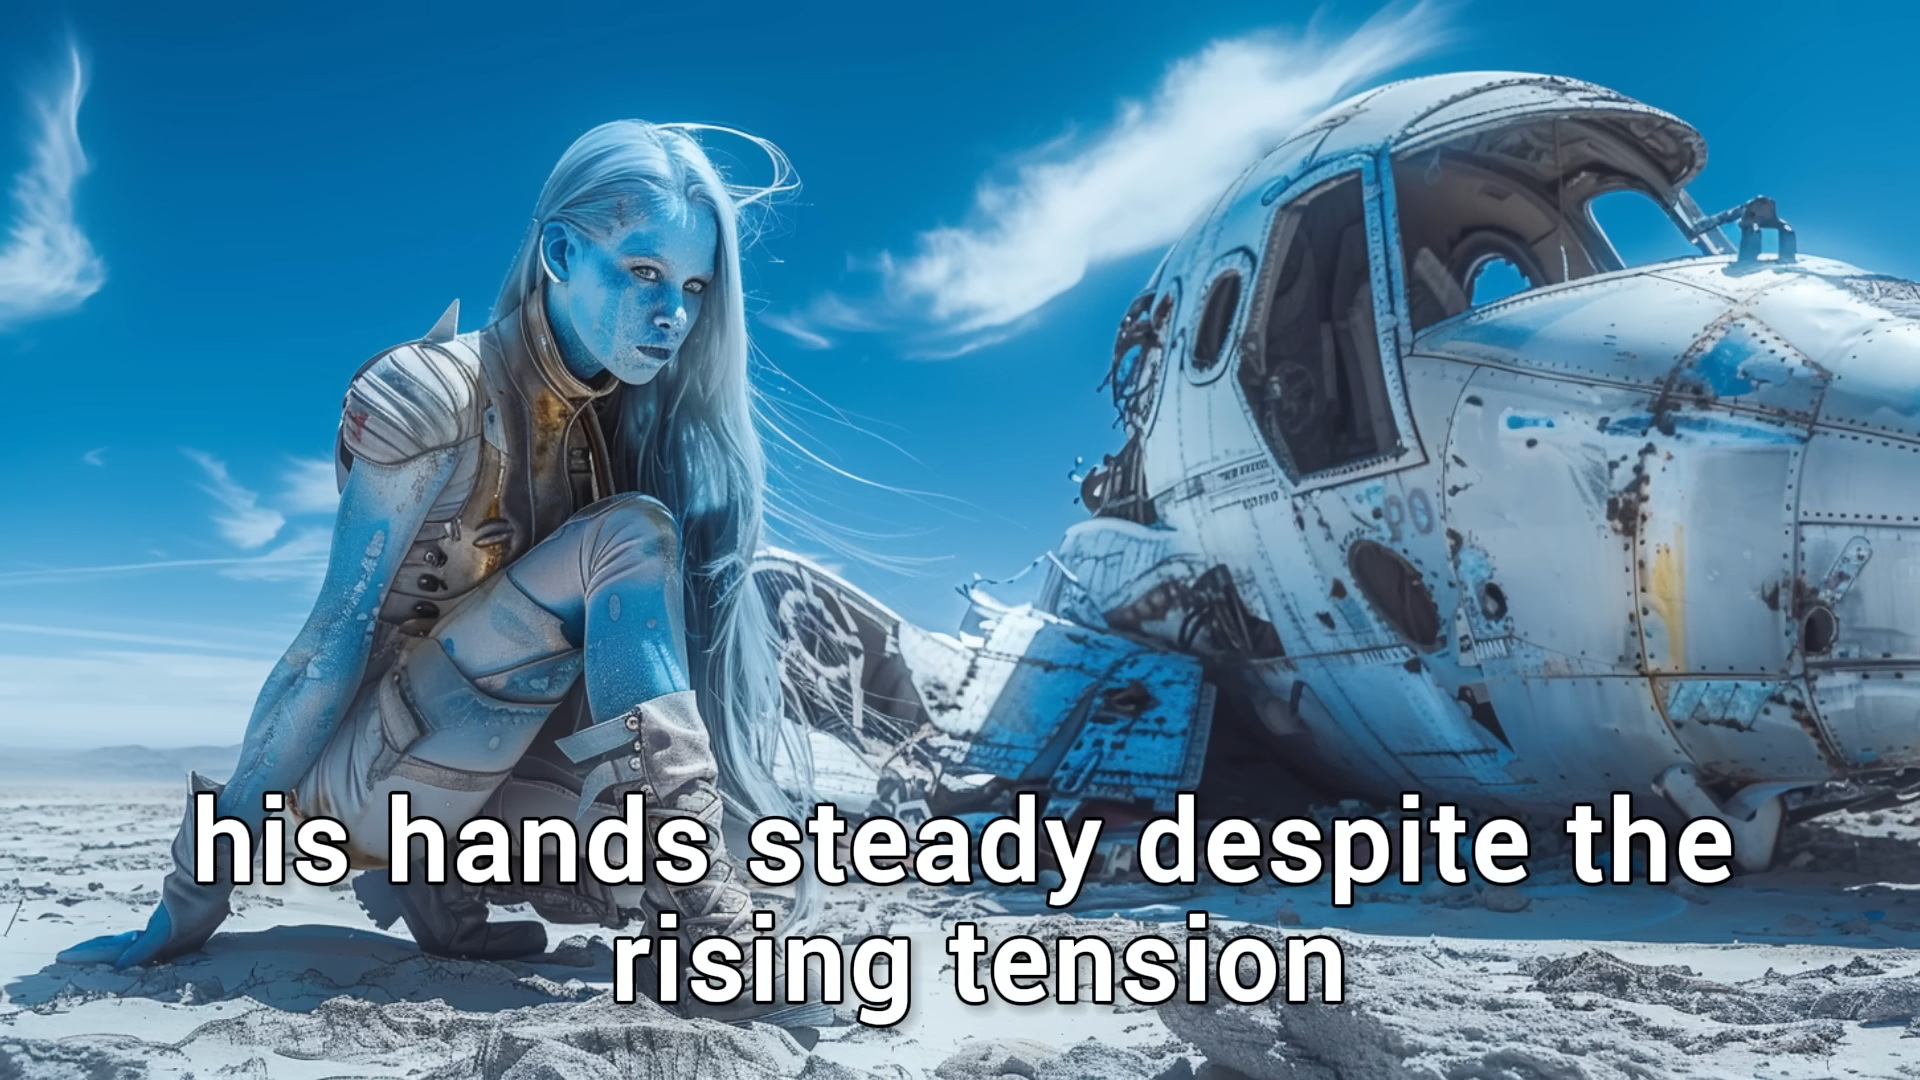 his hands steady despite the
rising tension